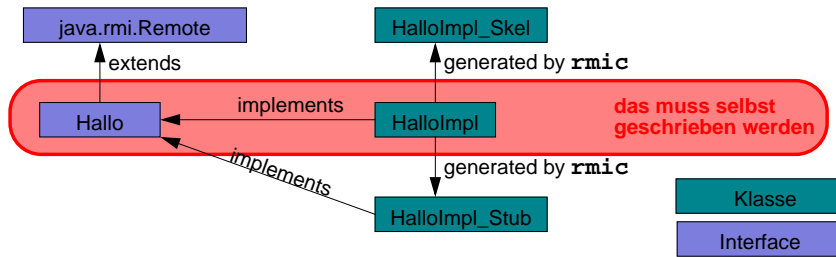 java.rmi.Remote
HalloImpl_Skel
extends
generated by rmic
implements
das muss selbst
geschrieben werden
Hallo
HalloImpl
implements
generated by rmic
HalloImpl_Stub
Klasse
Interface